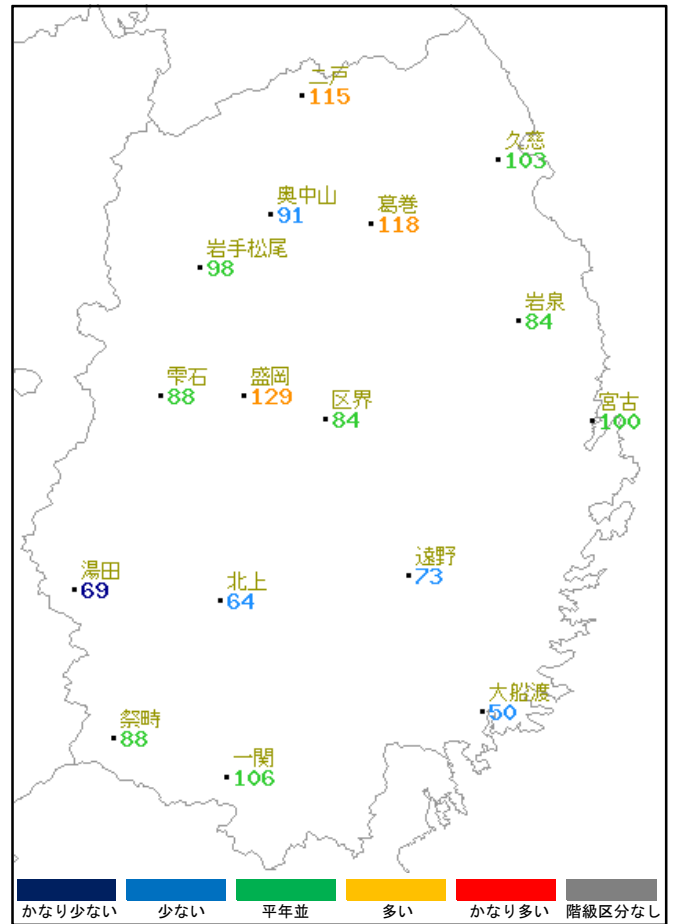 二戸
115
久慈
103
奥中山
91
葛巻
118
岩手松尾
98
岩泉
84
雫石
88
盛岡
129
区界
84
宮古
100
湯田
69
北上
64
遠野
73
大船渡
50
祭畤
88
一関
106
かなり少ない 少ない 平年並 多い かなり多い 階級区分なし